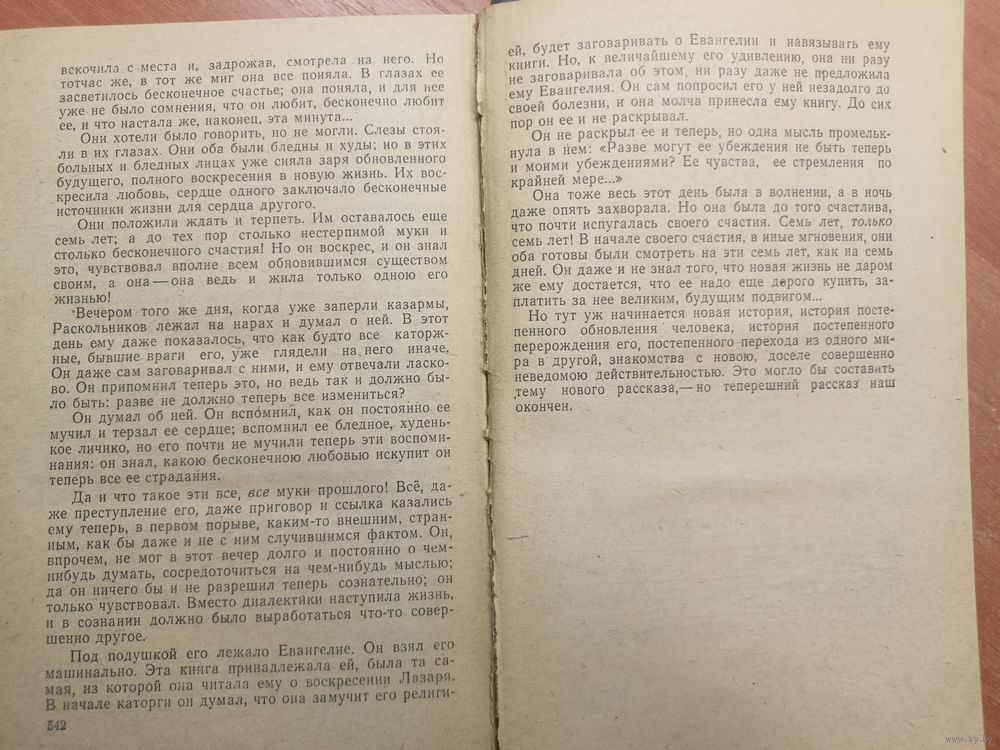 вскочила с места и, задрожав, смотрела на него. Но
тотчас же, в тот же миг она все поняла. В глазах ее
засветилось бесконечное счастье; она поняла, и для нее
уже не было сомнения, что он любит, бесконечно любит
ее, и что настала же, наконец, эта минута...
Они хотели было говорить, но не могли. Слезы стоя-
ли в их глазах. Они оба были бледны и худы; но в этих
больных и бледных лицах уже сияла заря обновленного
будущего, полного воскресения в новую жизнь. Их вос-
кресила любовь, сердце одного заключало бесконечные
источники жизни для сердца другого.
Они положили ждать и терпеть. Им оставалось еще
семь лет; а до тех пор столько нестерпимой муки и
столько бесконечного счастия! Но он воскрес, и он знал
это, чувствовал вполне всем обновившимся существом
своим, а она — она ведь и жила только одною его
жизнью!
Вечером того же дня, когда уже заперли казармы,
Раскольников лежал на нарах и думал о ней. В этот
день ему даже показалось, что как будто все каторж-
ные, бывшие враги его, уже глядели на него иначе.
Он даже сам заговаривал с ними, и ему отвечали ласко-
во. Он припомнил теперь это, но ведь так и должно бы-
ло быть: разве не должно теперь все измениться?
Он думал об ней. Он вспомнил, как он постоянно ее
мучил и терзал ее сердце; вспомнил ее бледное, худень-
кое личико, но его почти не мучили теперь эти воспоми-
нания: он знал, какою бесконечною любовью искупит он
теперь все ее страдания.
Да и что такое эти все, все муки прошлого! Всё, да-
же преступление его, даже приговор и ссылка казались
ему теперь, в первом порыве, каким-то внешним, стран-
ным, как бы даже и не с ним случившимся фактом. Он,
впрочем, не мог в этот вечер долго и постоянно о чем-
нибудь думать, сосредоточиться на чем-нибудь мыслью;
да он ничего бы и не разрешил теперь сознательно; он
только чувствовал. Вместо диалектики наступила жизнь,
и в сознании должно было выработаться что-то совер-
шенно другое.
Под подушкой его лежало Евангелие. Он взял его
машинально. Эта книга принадлежала ей, была та са-
мая, из которой она читала ему о воскресении Лазаря.
В начале каторги он думал, что она замучит его религи-
542
ей, будет заговаривать о Евангелии и навязывать ему
книги. Но, к величайшему его удивлению, она ни разу
не заговаривала об этом, ни разу даже не предложила
ему Евангелия. Он сам попросил его у ней незадолго до
своей болезни, и она молча принесла ему книгу. До сих
пор он ее и не раскрывал.
Он не раскрыл ее и теперь, но одна мысль промельк-
нула в нем: «Разве могут ее убеждения не быть теперь
и моими убеждениями? Ее чувства, ее стремления по
крайней мере...»
Она тоже весь этот день была в волнении, а в ночь
даже опять захворала. Но она была до того счастлива,
что почти испугалась своего счастия. Семь лет, только
семь лет! В начале своего счастия, в иные мгновения, они
оба готовы были смотреть на эти семь лет, как на семь
дней. Он даже и не знал того, что новая жизнь не даром
же ему достается, что ее надо еще дорого купить, за-
платить за нее великим, будущим подвигом...
Но тут уж начинается новая история, история посте-
пенного обновления человека, история постепенного
перерождения его, постепенного перехода из одного ми-
ра в другой, знакомства с новою, доселе совершенно
неведомою действительностью. Это могло бы составить
тему нового рассказа,— но теперешний рассказ наш
окончен.
www.ay.by